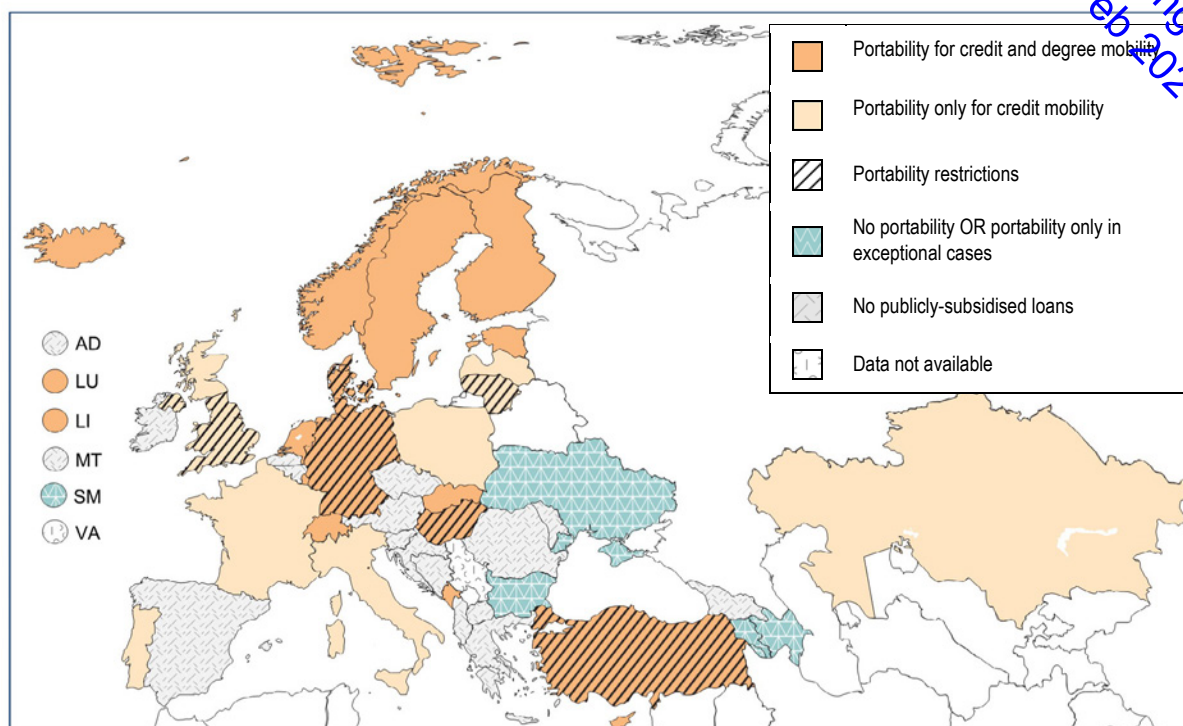 Portability for credit and degree mobility
Portability only for credit mobility
Portability restrictions
No portability OR portability only in
exceptional cases
No publicly-subsidised loans
Data not available
AD
LU
LI
MT
SM
VA